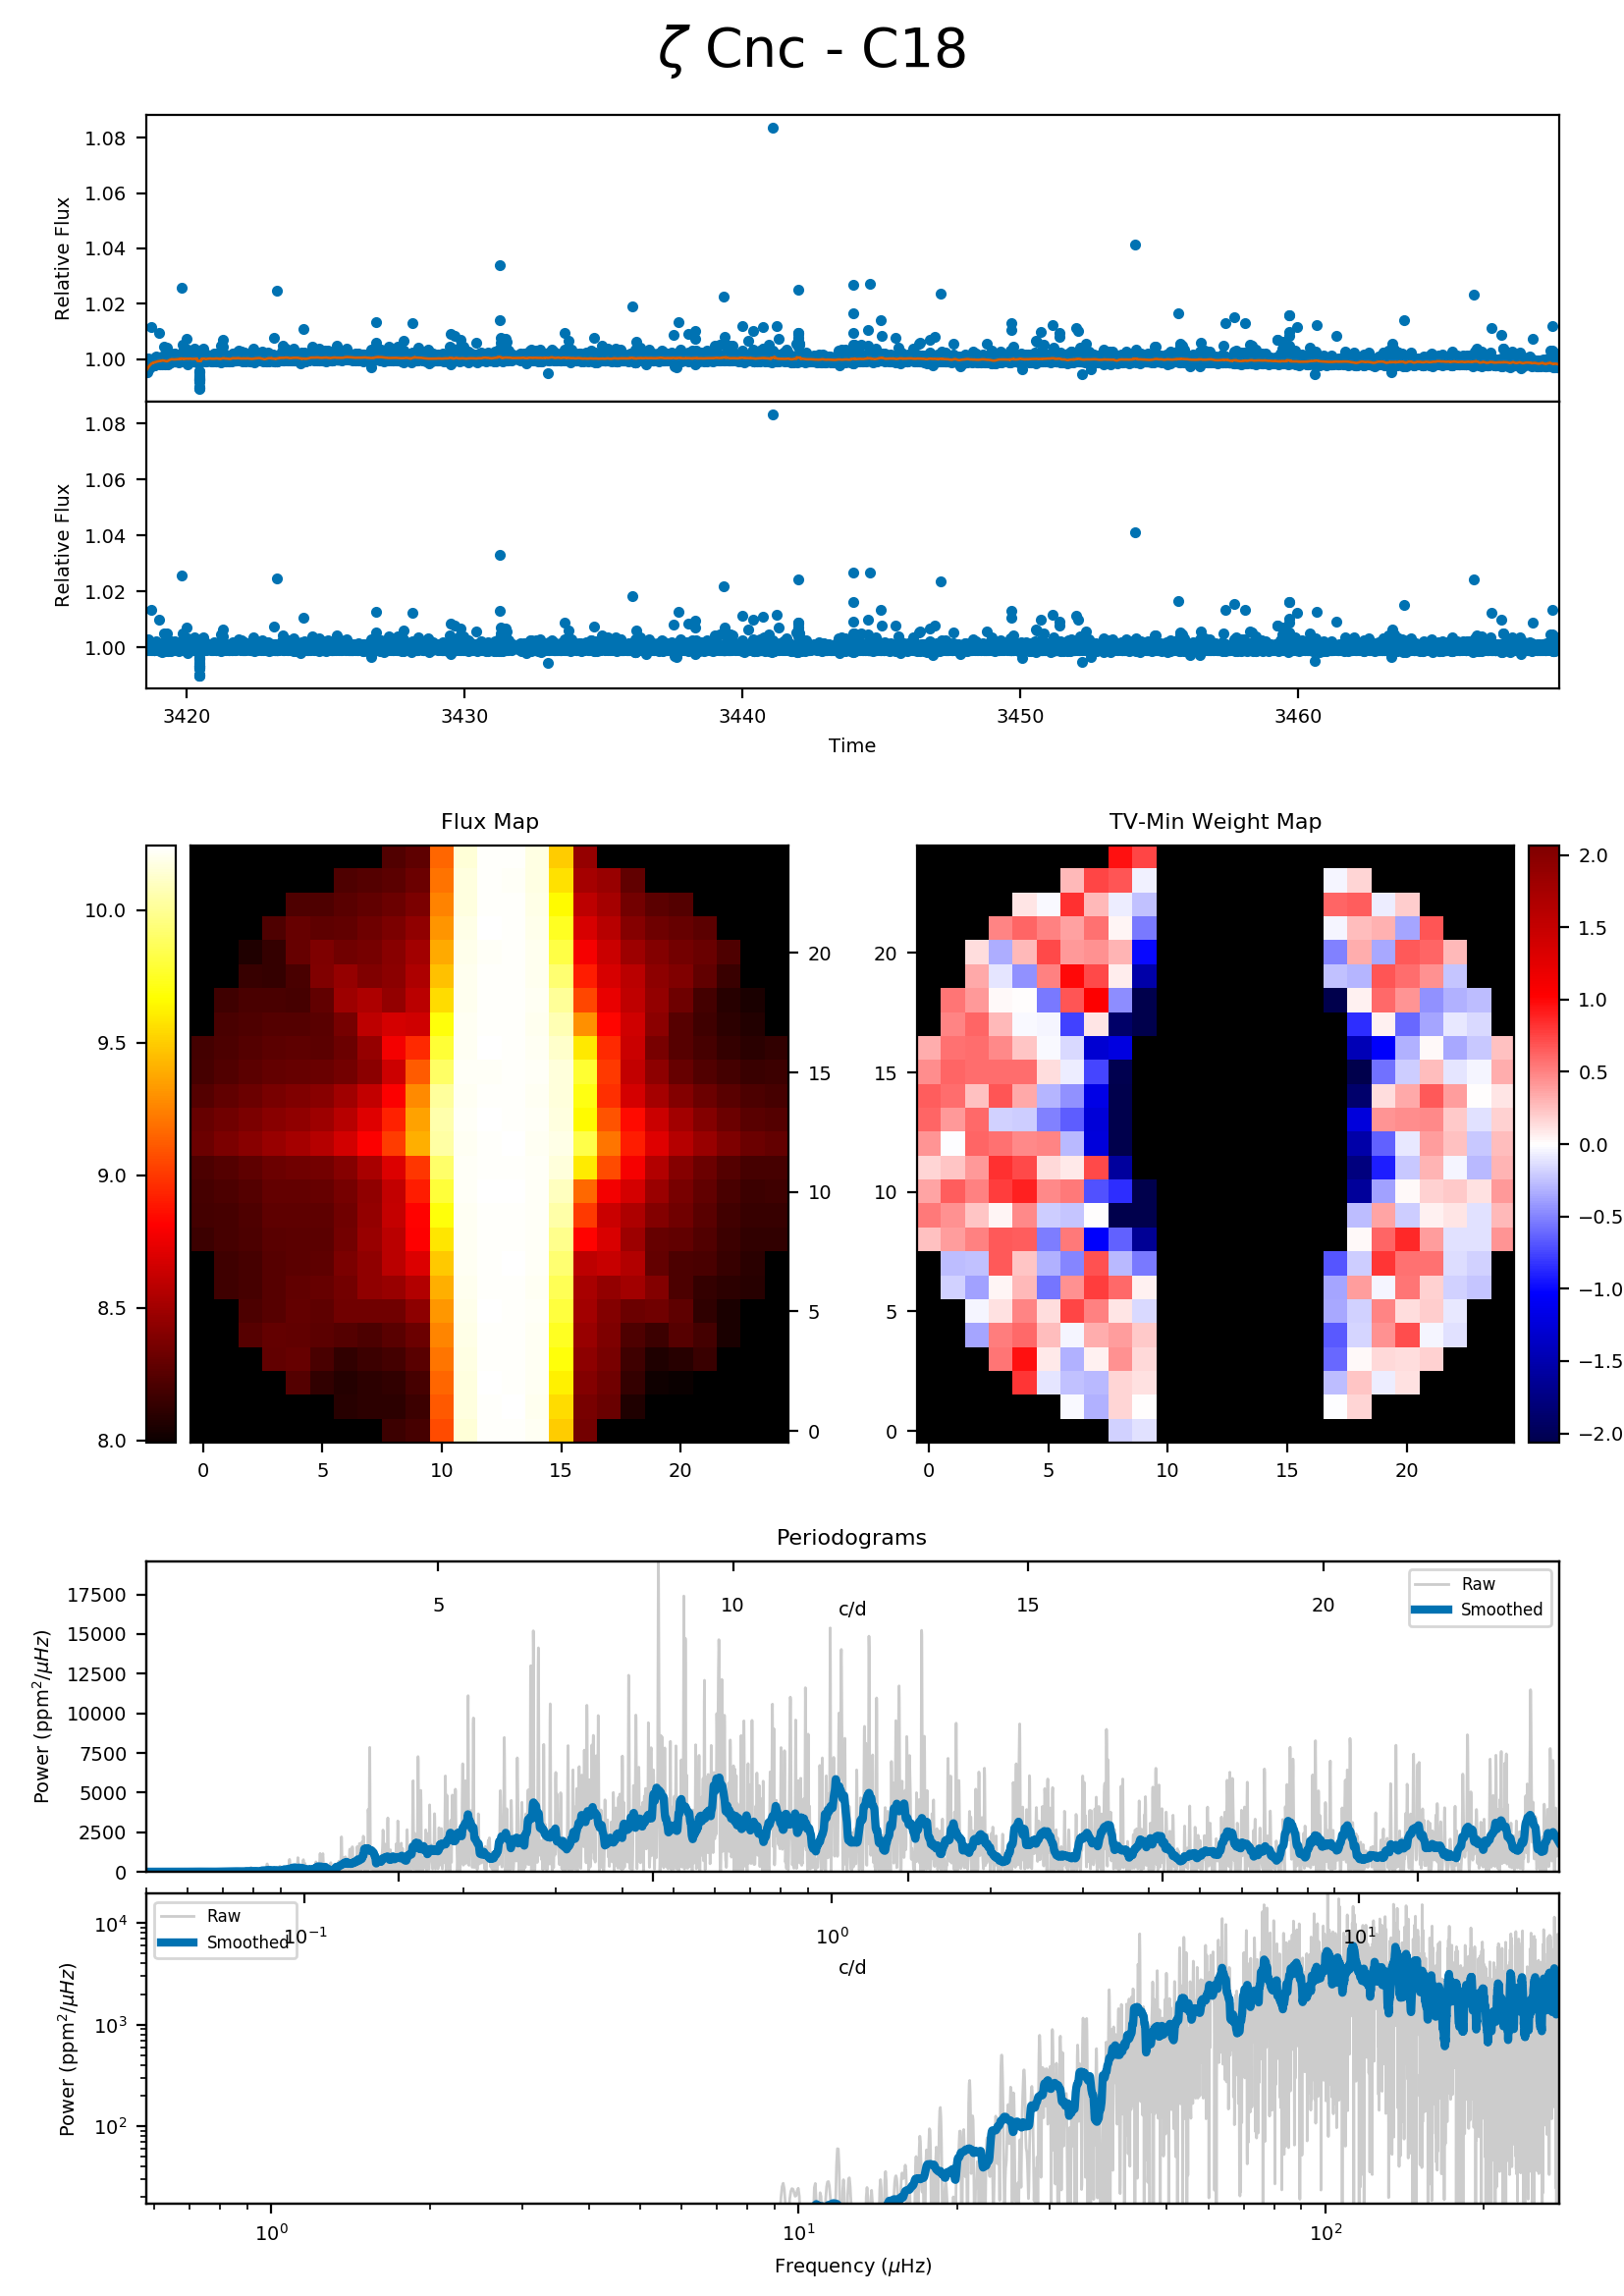 ζ Cnc - C18
1.08
1.06
1.04
1.02
1.00
Relative Flux
1.08
1.06
1.04
1.02
1.00
Relative Flux
3420 3430 3440 3450 3460
Time
Flux Map
10.0
9.5
9.0
8.5
8.0
20
15
10
5
0
0 5 10 15 20
TV-Min Weight Map
20
15
10
5
0
0 5 10 15 20
2.0
1.5
1.0
0.5
0.0
−0.5
−1.0
−1.5
−2.0
Periodograms
17500
15000
12500
10000
7500
5000
2500
0
Power (ppm²/μHz)
5 10 15 20
c/d
Raw
Smoothed
10⁴
10³
10²
Power (ppm²/μHz)
Raw
Smoothed
10⁻¹ 10⁰ 10¹
c/d
10⁰ 10¹ 10²
Frequency (μHz)